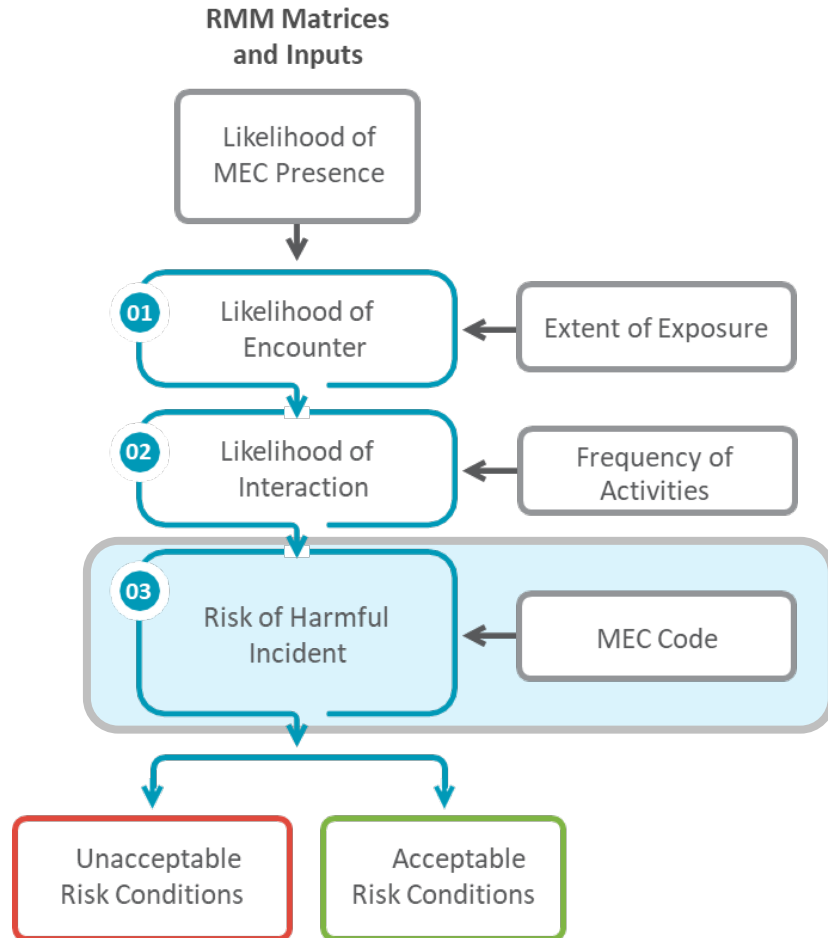 RMM Matrices
and Inputs
Likelihood of
MEC Presence
01
Likelihood of
Encounter
Extent of Exposure
02
Likelihood of
Interaction
Frequency of
Activities
03
Risk of Harmful
Incident
MEC Code
Unacceptable
Risk Conditions
Acceptable
Risk Conditions